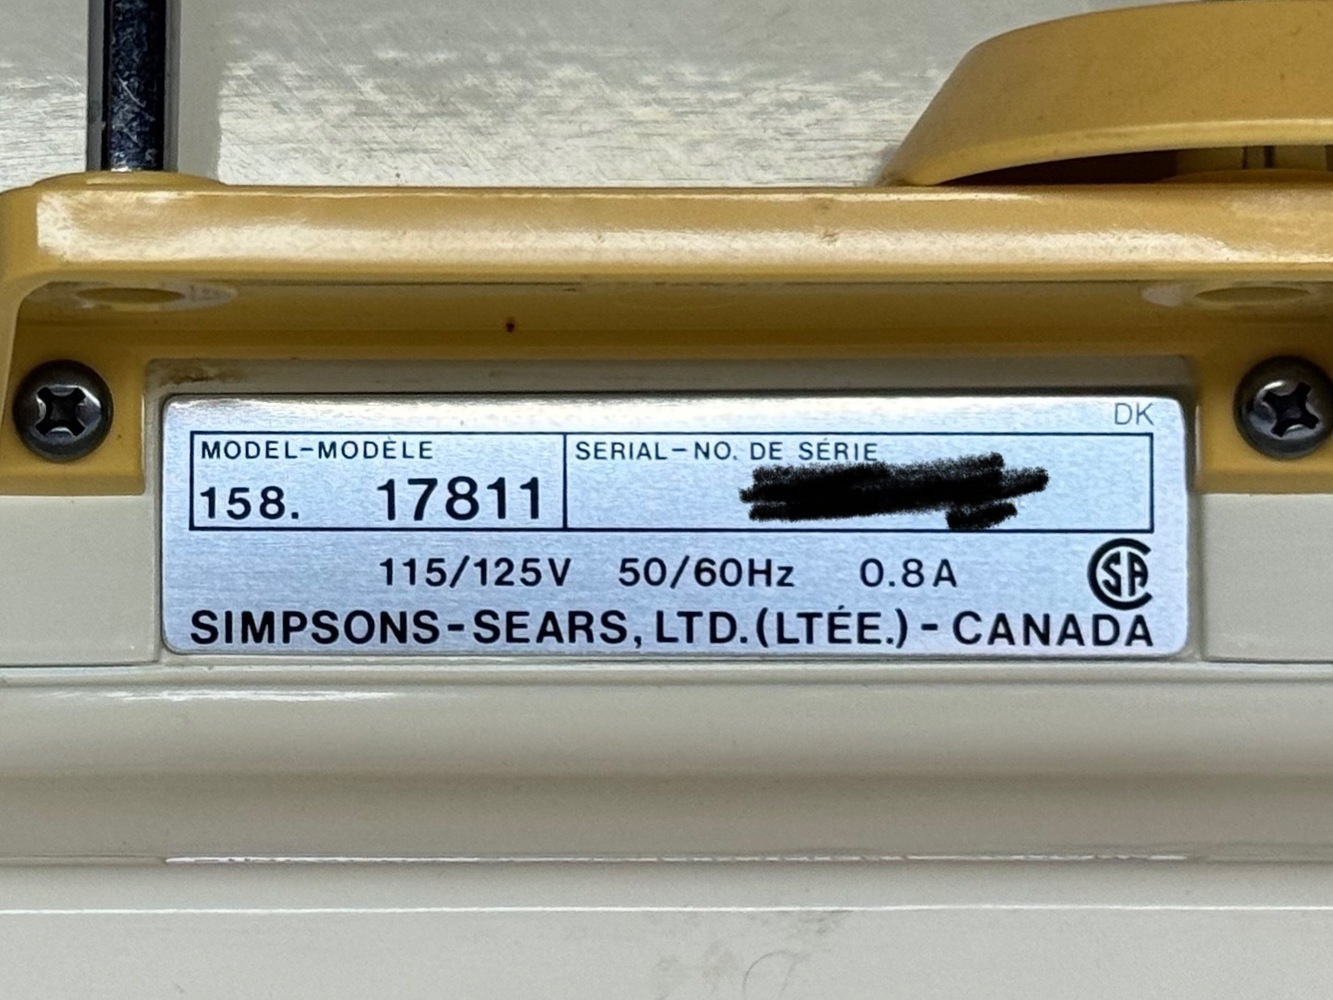 DK
MODEL-MODÈLE
158. 17811
SERIAL-NO. DE SÉRIE
115/125V 50/60Hz 0.8A
SA
SIMPSONS-SEARS, LTD.(LTÉE.) - CANADA